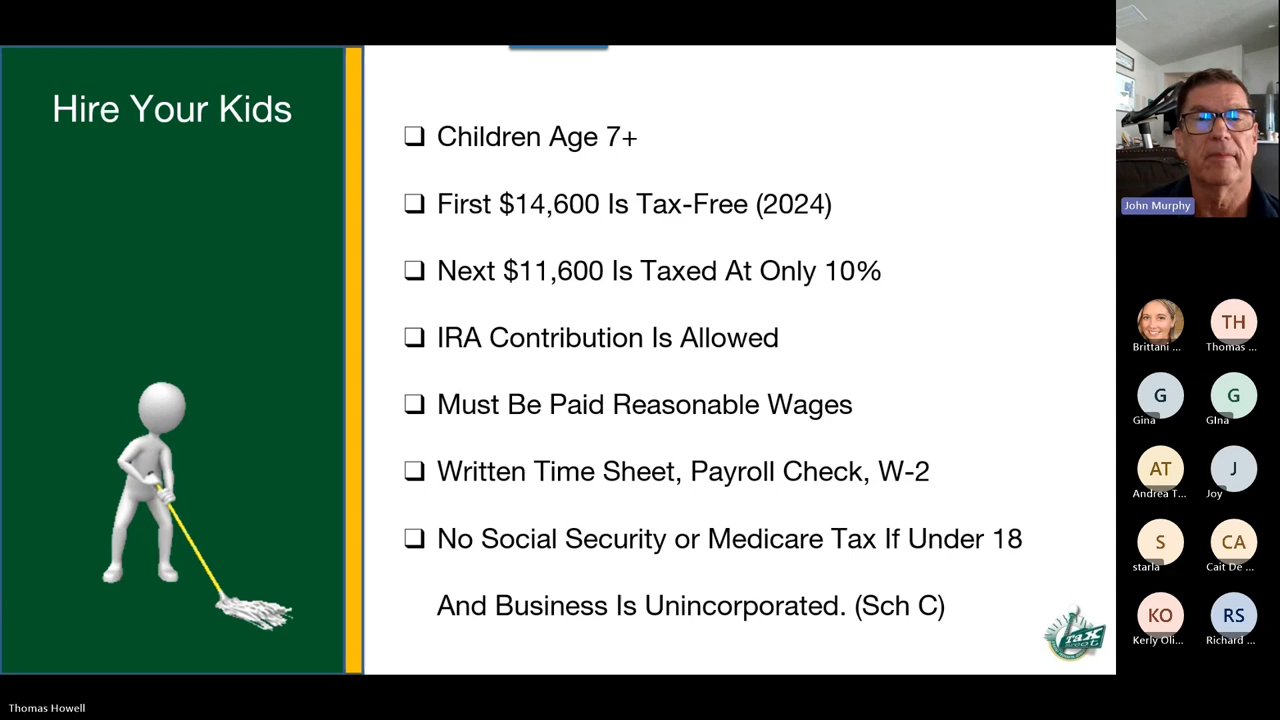 Hire Your Kids
❑ Children Age 7+
❑ First $14,600 Is Tax-Free (2024)
❑ Next $11,600 Is Taxed At Only 10%
❑ IRA Contribution Is Allowed
❑ Must Be Paid Reasonable Wages
❑ Written Time Sheet, Payroll Check, W-2
❑ No Social Security or Medicare Tax If Under 18
And Business Is Unincorporated. (Sch C)
Tax
John Murphy
TH
Brittani ...
Thomas ...
G
G
Gina
GIna
AT
J
Andrea T...
Joy
S
CA
starla
Cait De ...
KO
RS
Kerly Oli...
Richard ...
Thomas Howell